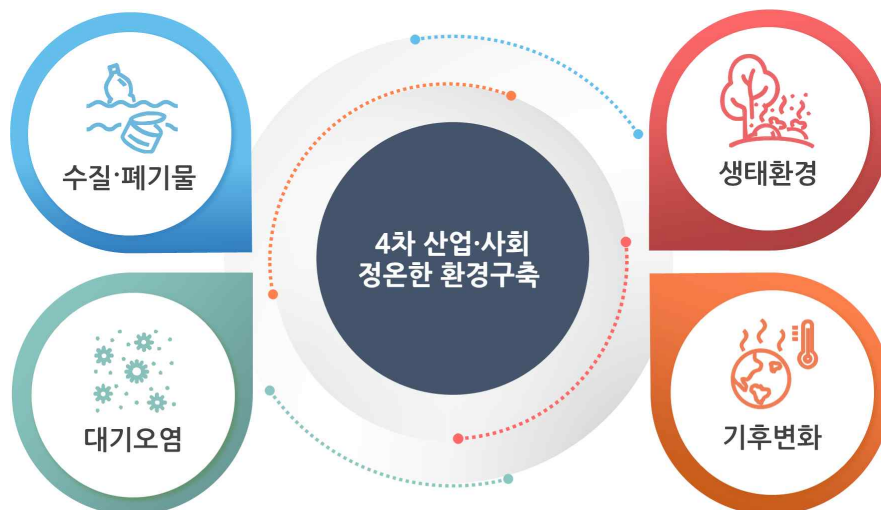 수질·폐기물
생태환경
4차 산업·사회
정온한 환경구축
대기오염
기후변화